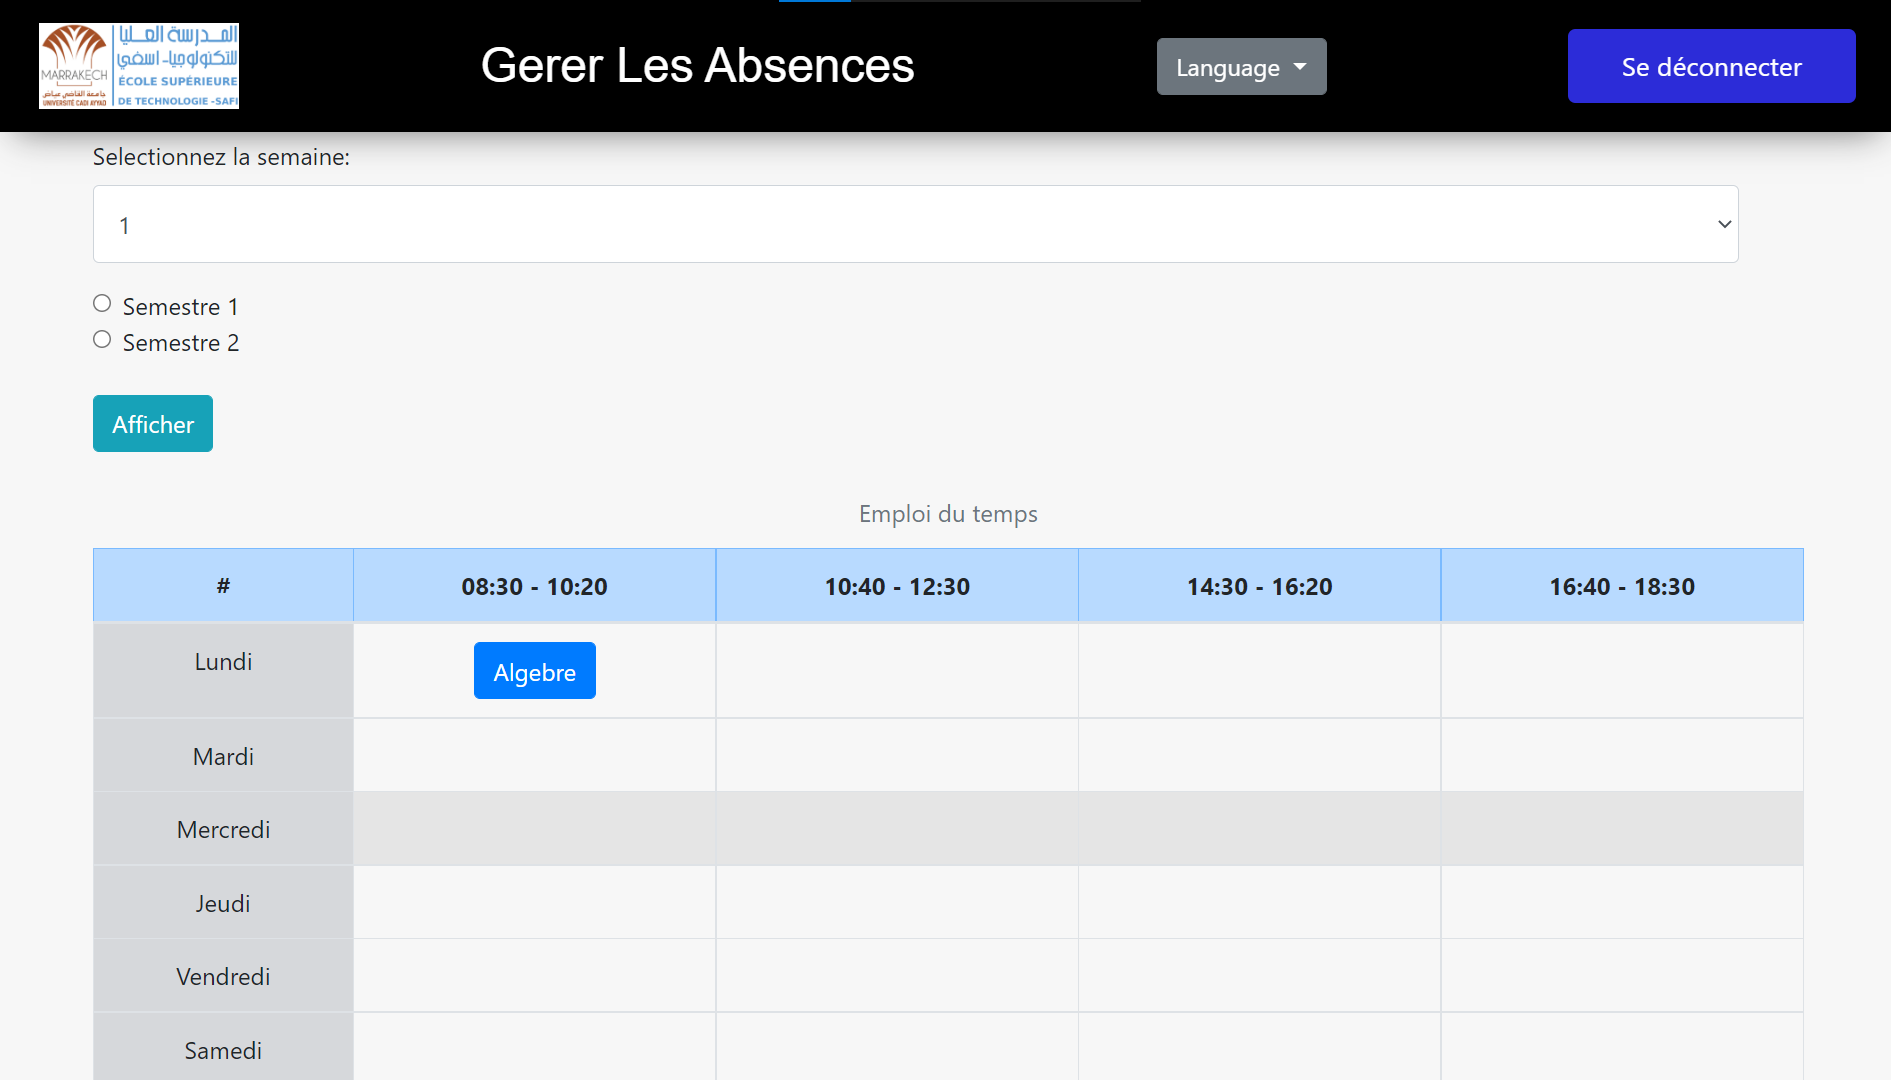 المدرسة العليا
للتكنولوجيا - اسفي
MARRAKECH
ÉCOLE SUPÉRIEURE
جامعة القاضي عياض
UNIVERSITÉ CADI AYYAD
DE TECHNOLOGIE -SAFI
Gerer Les Absences
Language
Se déconnecter
Selectionnez la semaine:
1
Semestre 1
Semestre 2
Afficher
Emploi du temps
# 08:30 - 10:20 10:40 - 12:30 14:30 - 16:20 16:40 - 18:30
Lundi Algebre
Mardi
Mercredi
Jeudi
Vendredi
Samedi